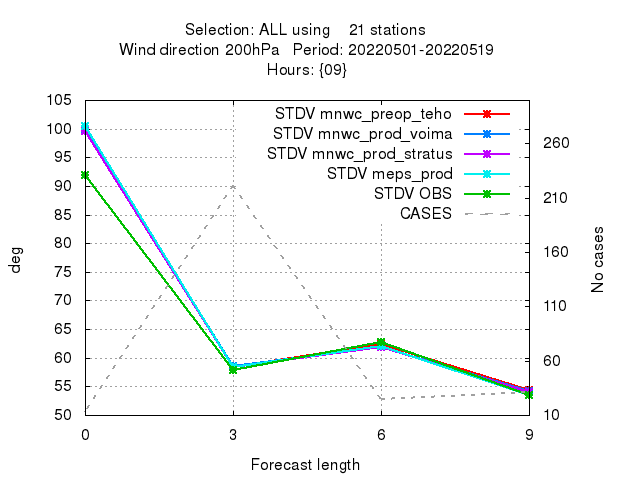 Selection: ALL using 21 stations
Wind direction 200hPa Period: 20220501-20220519
Hours: {09}
105
100
95
90
85
80
75
70
65
60
55
50
deg
STDV mnwc_preop_teho
STDV mnwc_prod_voima
STDV mnwc_prod_stratus
STDV meps_prod
STDV OBS
CASES
260
210
160
110
60
10
No cases
0 3 6 9
Forecast length